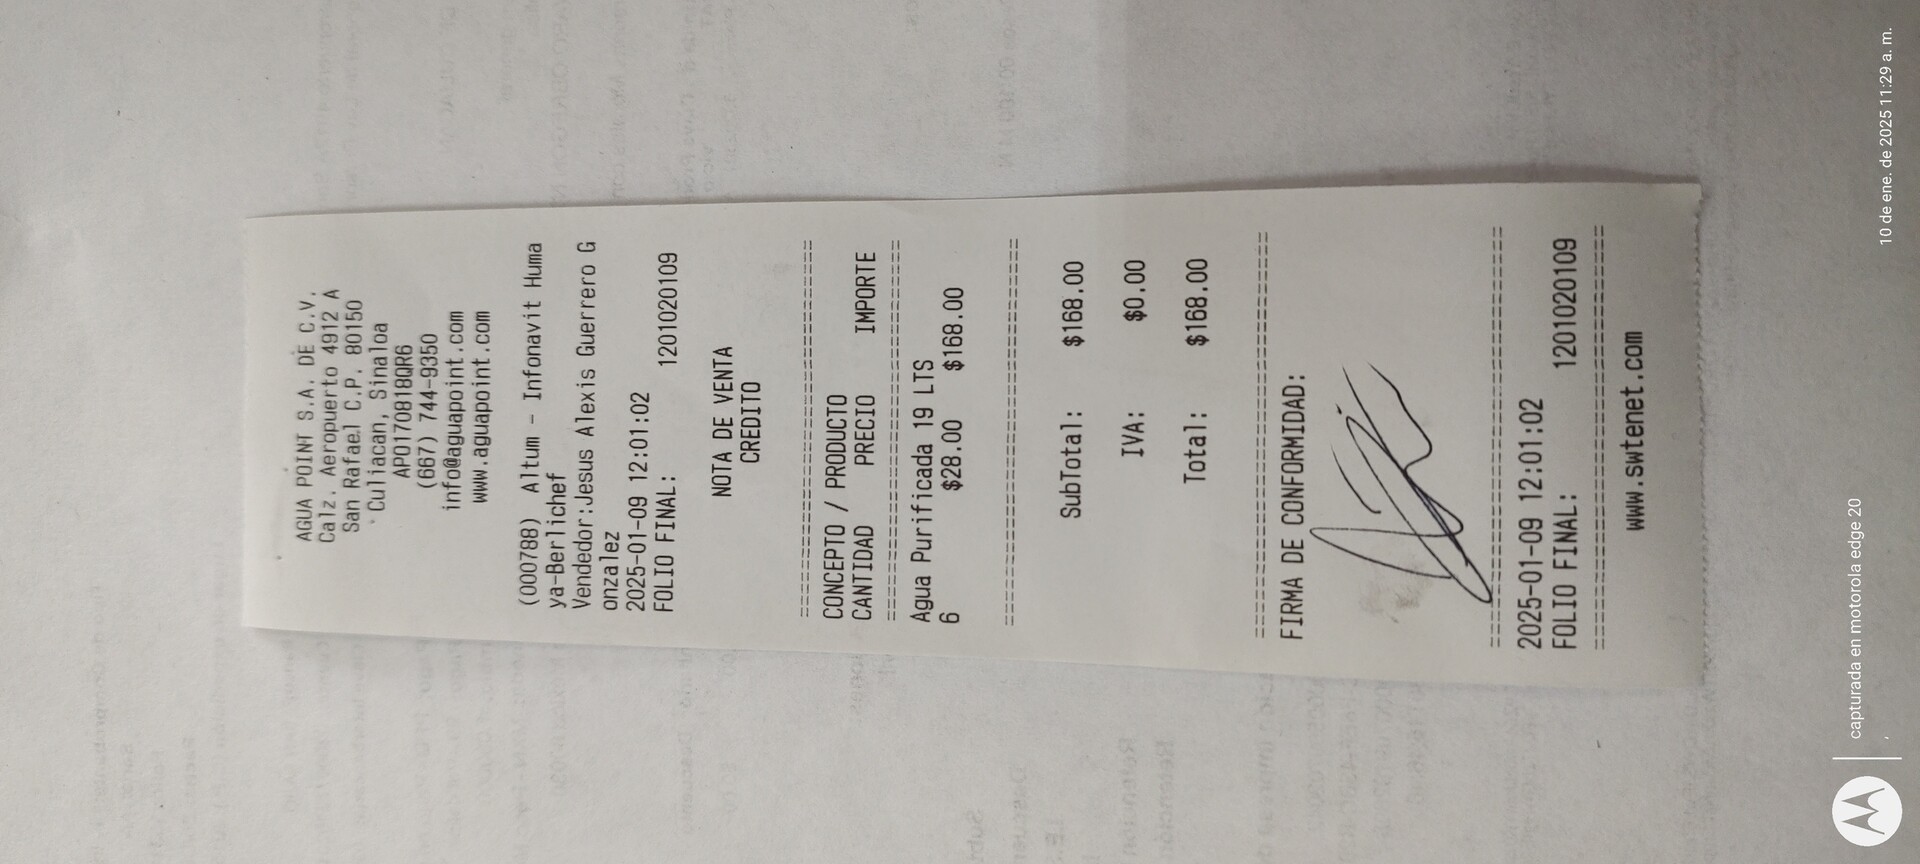 AGUA POINT S.A. DE C.V.
Calz. Aeropuerto 4912 A
San Rafael C.P. 80150
Culiacan, Sinaloa
APO170818QR6
(667) 744-9350
info@aguapoint.com
www.aguapoint.com
(000788) Altum - Infonavit Huma
ya-Berlichef
Vendedor:Jesus Alexis Guerrero G
onzalez
2025-01-09 12:01:02
FOLIO FINAL: 1201020109
NOTA DE VENTA
CREDITO
================================
CONCEPTO / PRODUCTO
CANTIDAD PRECIO IMPORTE
================================
Agua Purificada 19 LTS
6 $28.00 $168.00
================================
SubTotal: $168.00
IVA: $0.00
Total: $168.00
================================
FIRMA DE CONFORMIDAD:
================================
2025-01-09 12:01:02
FOLIO FINAL: 1201020109
================================
www.swtenet.com
capturada en motorola edge 20
10 de ene. de 2025 11:29 a. m.